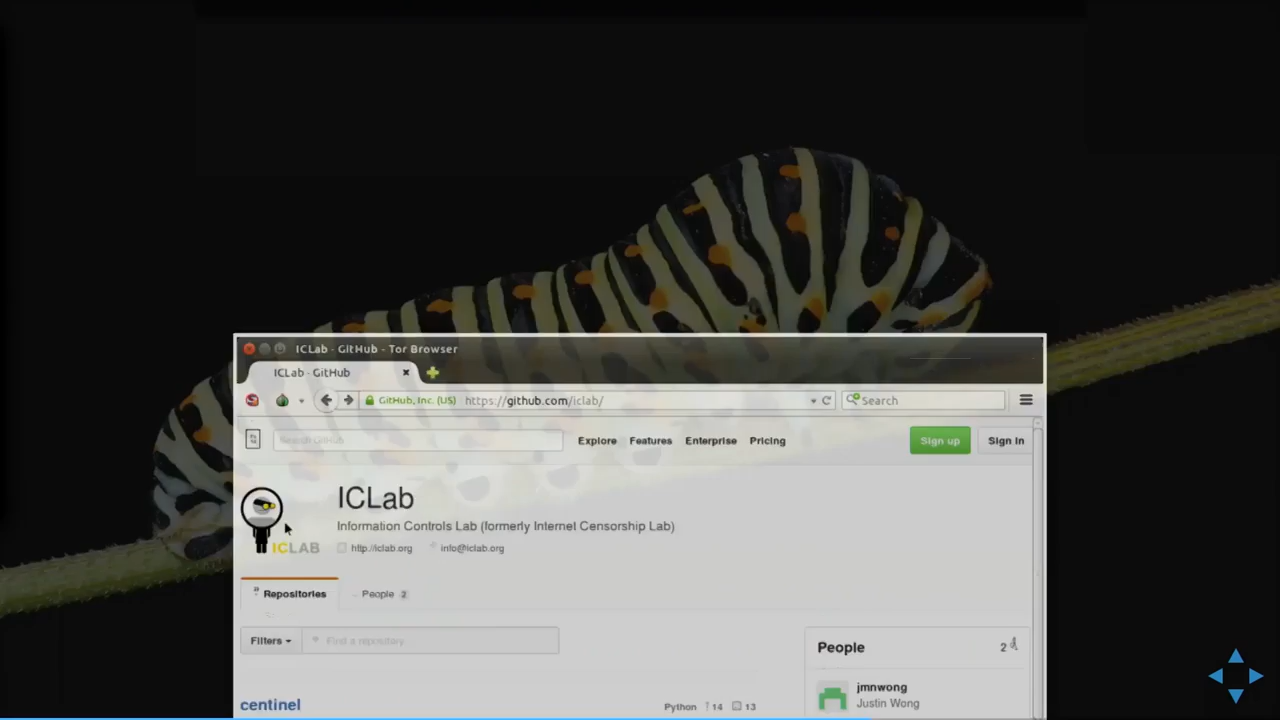 ICLab - GitHub - Tor Browser
ICLab - GitHub
GitHub, Inc. (US) https://github.com/iclab/ Search
Search GitHub Explore Features Enterprise Pricing Sign up Sign in
ICLab
Information Controls Lab (formerly Internet Censorship Lab)
ICLAB http://iclab.org info@iclab.org
Repositories People 2
Filters Find a repository
People 2
jmnwong
Justin Wong
centinel Python 14 13